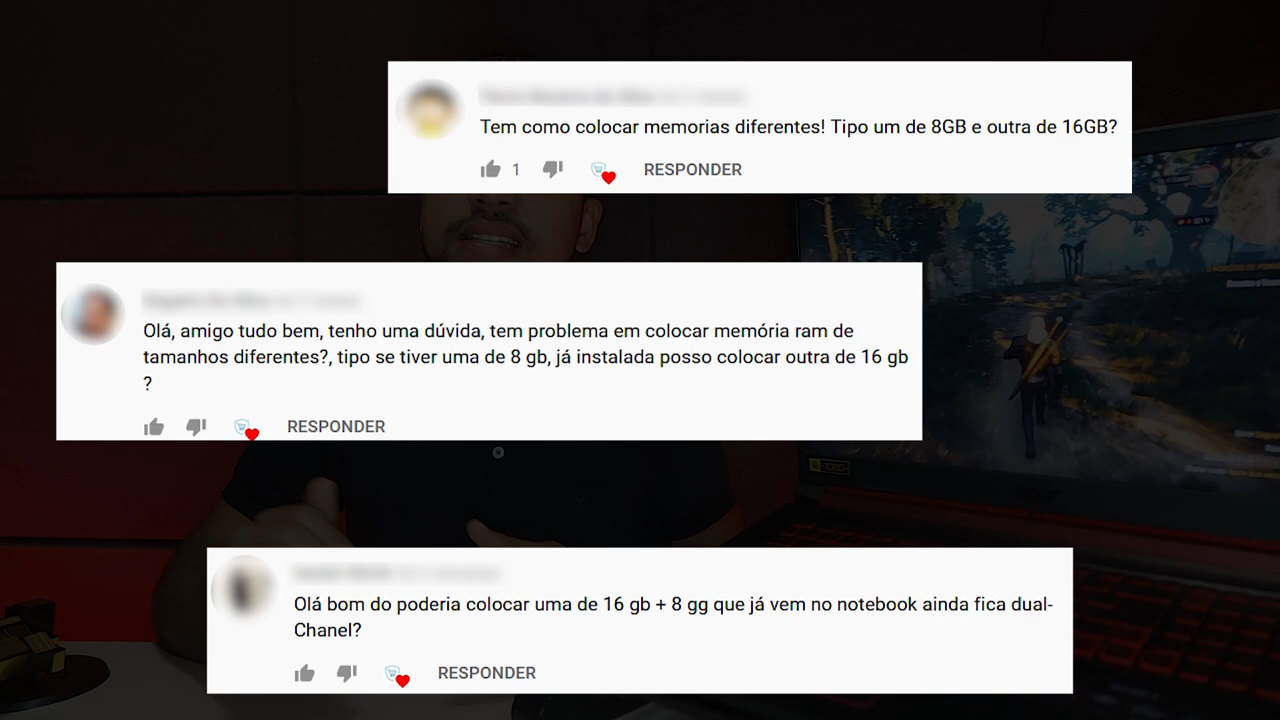 Tem como colocar memorias diferentes! Tipo um de 8GB e outra de 16GB?
1 RESPONDER
Olá, amigo tudo bem, tenho uma dúvida, tem problema em colocar memória ram de
tamanhos diferentes?, tipo se tiver uma de 8 gb, já instalada posso colocar outra de 16 gb
?
RESPONDER
Olá bom do poderia colocar uma de 16 gb + 8 gg que já vem no notebook ainda fica dual-
Chanel?
RESPONDER